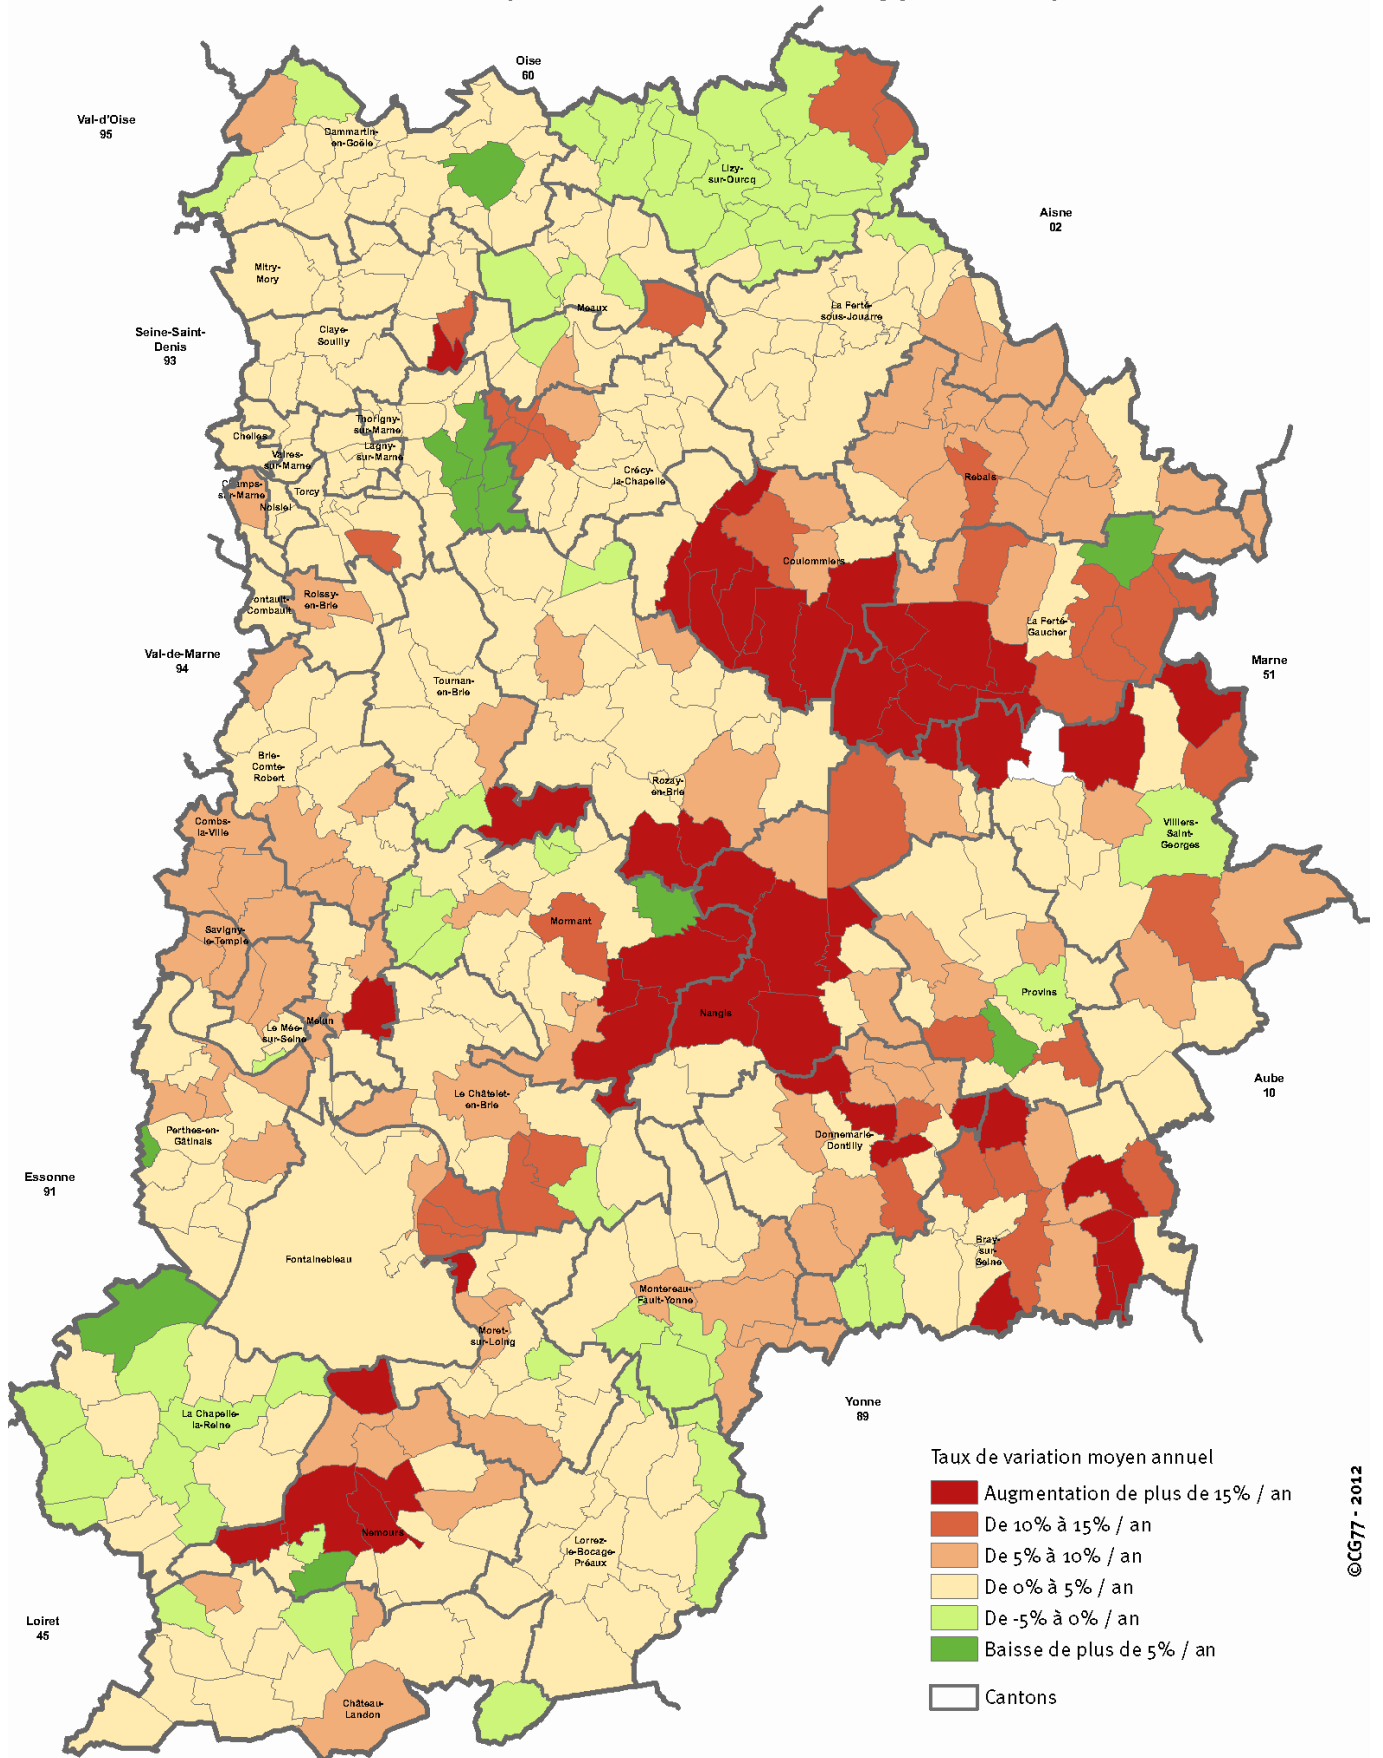 Oise
60
Val-d'Oise
95
Dammartin-
en-Goële
Lizy-
sur-Ourcq
Aisne
02
Mitry-
Mory
Meaux
La Ferté-
sous-Jouarre
Seine-Saint-
Denis
93
Claye-
Souilly
Thorigny-
sur-Marne
Chelles
Lagny-
sur-Marne
Vaires-
sur-Marne
Crécy-
la-Chapelle
Rebais
Champs-
sur-Marne
Torcy
Noisiel
Coulommiers
Roissy-
en-Brie
Pontault-
Combault
La Ferté-
Gaucher
Val-de-Marne
94
Marne
51
Tournan-
en-Brie
Brie-
Comte-
Robert
Rozay-
en-Brie
Combs-
la-Ville
Villiers-
Saint-
Georges
Mormant
Savigny-
le-Temple
Provins
Nangis
Melun
Le Mée-
sur-Seine
Aube
10
Le Châtelet-
en-Brie
Perthes-en-
Gâtinais
Donnemarie-
Dontilly
Essonne
91
Fontainebleau
Bray-
sur-
Seine
Montereau-
Fault-Yonne
Moret-
sur-Loing
Yonne
89
La Chapelle-
la-Reine
Nemours
Lorrez-
le-Bocage-
Préaux
Loiret
45
Château-
Landon
Taux de variation moyen annuel
Augmentation de plus de 15% / an
De 10% à 15% / an
De 5% à 10% / an
De 0% à 5% / an
De -5% à 0% / an
Baisse de plus de 5% / an
Cantons
©CG77 - 2012